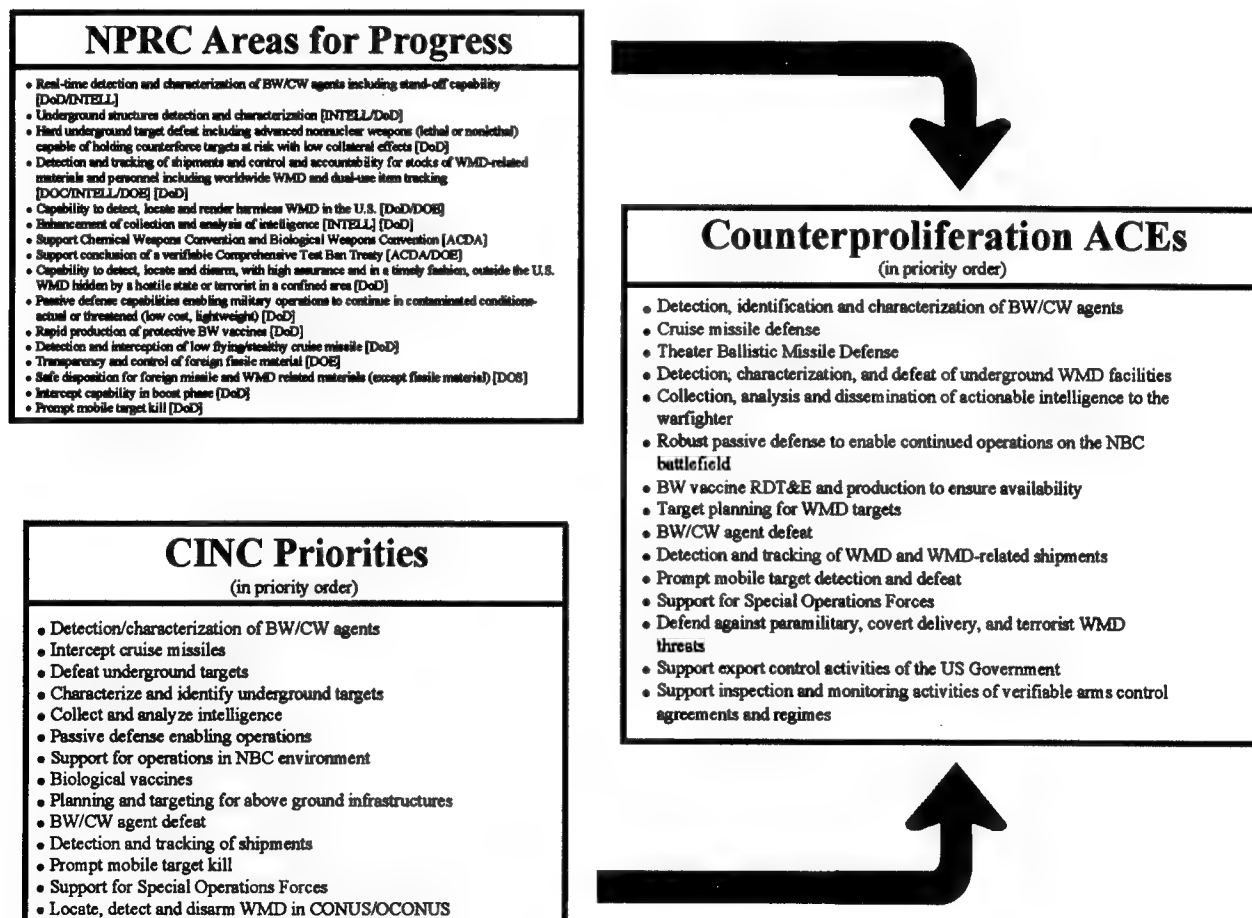 NPRC Areas for Progress
• Real-time detection and characterization of BW/CW agents including stand-off capability
[DoD/INTELL]
• Underground structures detection and characterization [INTELL/DoD]
• Hard underground target defeat including advanced nonnuclear weapons (lethal or nonlethal)
capable of holding counterforce targets at risk with low collateral effects [DoD]
• Detection and tracking of shipments and control and accountability for stocks of WMD-related
materials and personnel including worldwide WMD and dual-use item tracking
[DOC/INTELL/DOE] [DoD]
• Capability to detect, locate and render harmless WMD in the U.S. [DoD/DOE]
• Enhancement of collection and analysis of intelligence [INTELL] [DoD]
• Support Chemical Weapons Convention and Biological Weapons Convention [ACDA]
• Support conclusion of a verifiable Comprehensive Test Ban Treaty [ACDA/DOE]
• Capability to detect, locate and disarm, with high assurance and in a timely fashion, outside the U.S.
WMD hidden by a hostile state or terrorist in a confined area [DoD]
• Passive defense capabilities enabling military operations to continue in contaminated conditions-
actual or threatened (low cost, lightweight) [DoD]
• Rapid production of protective BW vaccines [DoD]
• Detection and interception of low flying/stealthy cruise missile [DoD]
• Transparency and control of foreign fissile material [DOE]
• Safe disposition for foreign missile and WMD related materials (except fissile material) [DOS]
• Intercept capability in boost phase [DoD]
• Prompt mobile target kill [DoD]
CINC Priorities
(in priority order)
• Detection/characterization of BW/CW agents
• Intercept cruise missiles
• Defeat underground targets
• Characterize and identify underground targets
• Collect and analyze intelligence
• Passive defense enabling operations
• Support for operations in NBC environment
• Biological vaccines
• Planning and targeting for above ground infrastructures
• BW/CW agent defeat
• Detection and tracking of shipments
• Prompt mobile target kill
• Support for Special Operations Forces
• Locate, detect and disarm WMD in CONUS/OCONUS
Counterproliferation ACEs
(in priority order)
• Detection, identification and characterization of BW/CW agents
• Cruise missile defense
• Theater Ballistic Missile Defense
• Detection, characterization, and defeat of underground WMD facilities
• Collection, analysis and dissemination of actionable intelligence to the
warfighter
• Robust passive defense to enable continued operations on the NBC
battlefield
• BW vaccine RDT&E and production to ensure availability
• Target planning for WMD targets
• BW/CW agent defeat
• Detection and tracking of WMD and WMD-related shipments
• Prompt mobile target detection and defeat
• Support for Special Operations Forces
• Defend against paramilitary, covert delivery, and terrorist WMD
threats
• Support export control activities of the US Government
• Support inspection and monitoring activities of verifiable arms control
agreements and regimes